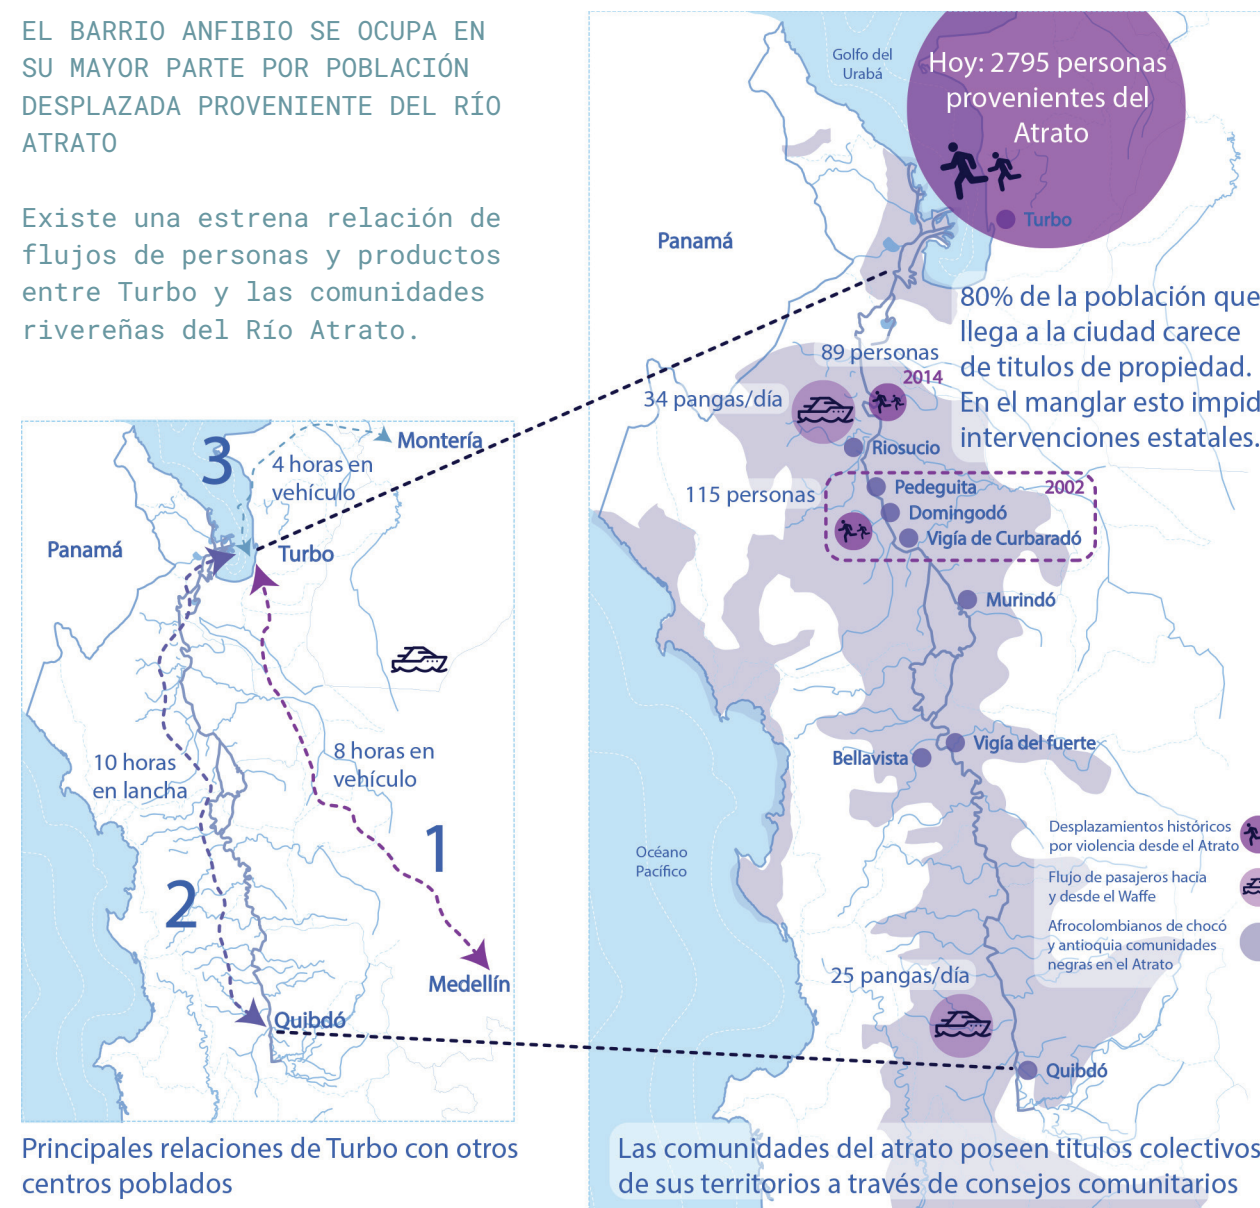 EL BARRIO ANFIBIO SE OCUPA EN
SU MAYOR PARTE POR POBLACIÓN
DESPLAZADA PROVENIENTE DEL RÍO
ATRATO
Existe una estrena relación de
flujos de personas y productos
entre Turbo y las comunidades
rivereñas del Río Atrato.
3
Montería
4 horas en
vehículo
Panamá
Turbo
10 horas
en lancha
8 horas en
vehículo
1
2
Medellín
Quibdó
Principales relaciones de Turbo con otros
centros poblados
Golfo del
Urabá
Hoy: 2795 personas
provenientes del
Atrato
Turbo
Panamá
80% de la población que
llega a la ciudad carece
de titulos de propiedad.
En el manglar esto impid
intervenciones estatales.
89 personas
2014
34 pangas/día
Riosucio
115 personas
Pedeguita
2002
Domingodó
Vigía de Curbaradó
Murindó
Vigía del fuerte
Bellavista
Océano
Pacífico
Desplazamientos históricos
por violencia desde el Atrato
Flujo de pasajeros hacia
y desde el Waffe
Afrocolombianos de chocó
y antioquia comunidades
negras en el Atrato
25 pangas/día
Quibdó
Las comunidades del atrato poseen titulos colectivos
de sus territorios a través de consejos comunitarios